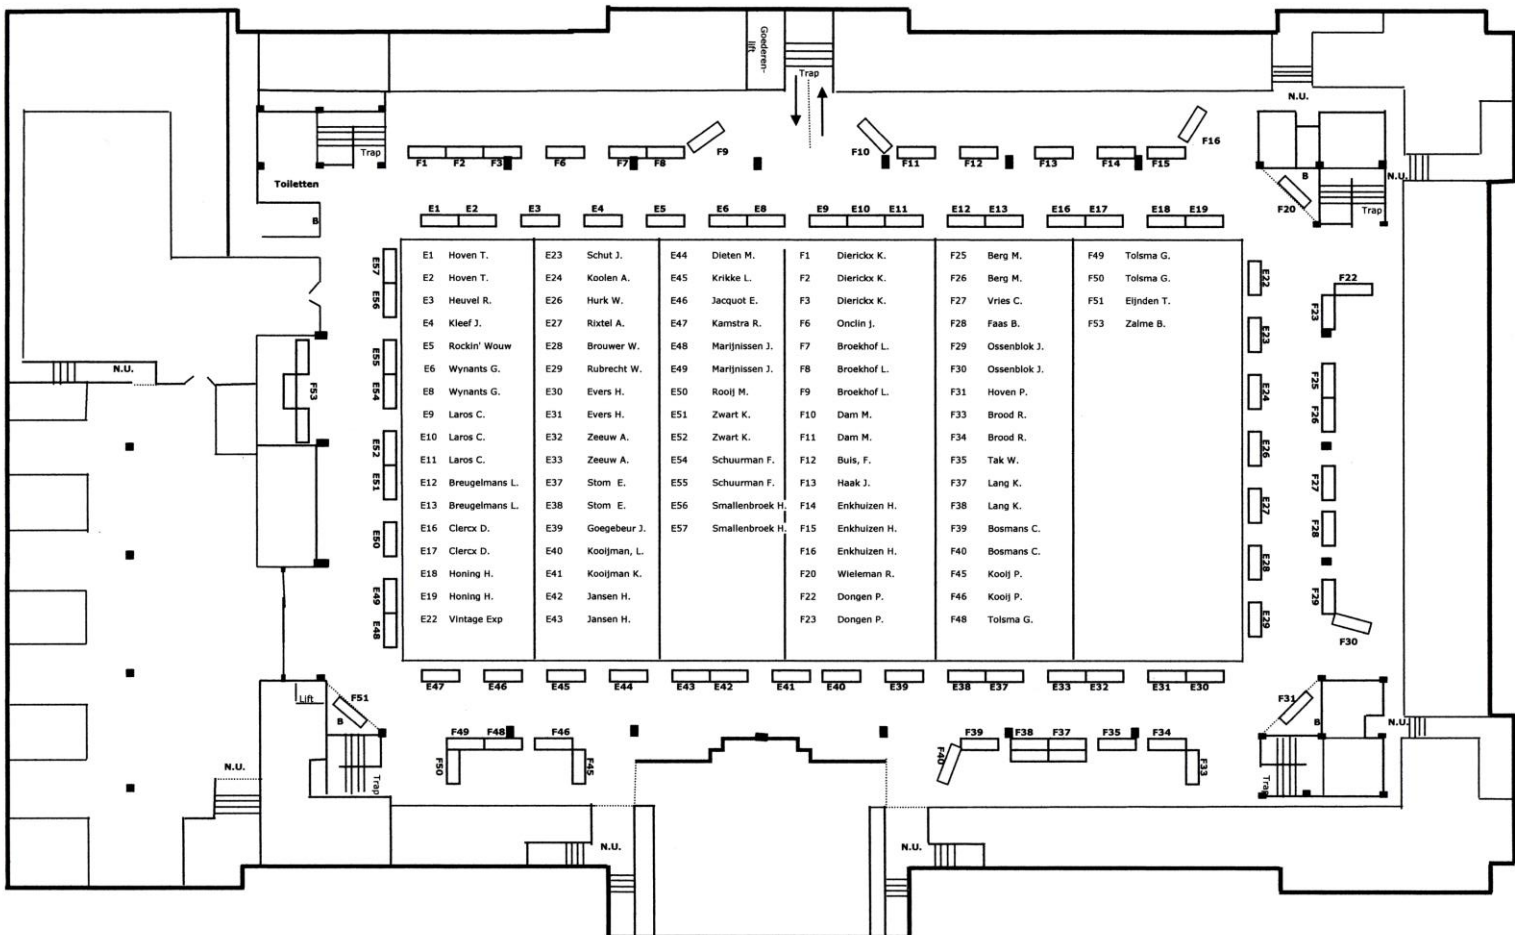 Goederen-
lift
Trap
N.U.
F1 F2 F3 F6 F7 F8 F9 F10 F11 F12 F13 F14 F15 F16
Trap
Toiletten
B
B
N.U.
F20
Trap
E1 E2 E3 E4 E5 E6 E8 E9 E10 E11 E12 E13 E16 E17 E18 E19
E57
E56
E55
E54
E52
E51
E50
E49
E48
F53
N.U.
E1 Hoven T.
E2 Hoven T.
E3 Heuvel R.
E4 Kleef J.
E5 Rockin' Wouw
E6 Wynants G.
E8 Wynants G.
E9 Laros C.
E10 Laros C.
E11 Laros C.
E12 Breugelmans L.
E13 Breugelmans L.
E16 Clercx D.
E17 Clercx D.
E18 Honing H.
E19 Honing H.
E22 Vintage Exp
E23 Schut J.
E24 Koolen A.
E26 Hurk W.
E27 Rixtel A.
E28 Brouwer W.
E29 Rubrecht W.
E30 Evers H.
E31 Evers H.
E32 Zeeuw A.
E33 Zeeuw A.
E37 Stom E.
E38 Stom E.
E39 Goegebeur J.
E40 Kooijman, L.
E41 Kooijman K.
E42 Jansen H.
E43 Jansen H.
E44 Dieten M.
E45 Krikke L.
E46 Jacquot E.
E47 Kamstra R.
E48 Marijnissen J.
E49 Marijnissen J.
E50 Rooij M.
E51 Zwart K.
E52 Zwart K.
E54 Schuurman F.
E55 Schuurman F.
E56 Smallenbroek H.
E57 Smallenbroek H.
F1 Dierickx K.
F2 Dierickx K.
F3 Dierickx K.
F6 Onclin j.
F7 Broekhof L.
F8 Broekhof L.
F9 Broekhof L.
F10 Dam M.
F11 Dam M.
F12 Buis, F.
F13 Haak J.
F14 Enkhuizen H.
F15 Enkhuizen H.
F16 Enkhuizen H.
F20 Wieleman R.
F22 Dongen P.
F23 Dongen P.
F25 Berg M.
F26 Berg M.
F27 Vries C.
F28 Faas B.
F29 Ossenblok J.
F30 Ossenblok J.
F31 Hoven P.
F33 Brood R.
F34 Brood R.
F35 Tak W.
F37 Lang K.
F38 Lang K.
F39 Bosmans C.
F40 Bosmans C.
F45 Kooij P.
F46 Kooij P.
F48 Tolsma G.
F49 Tolsma G.
F50 Tolsma G.
F51 Eijnden T.
F53 Zalme B.
E22
E23
E24
E26
E27
E28
E29
F22
F23
F25
F26
F27
F28
F29
F30
E47 E46 E45 E44 E43 E42 E41 E40 E39 E38 E37 E33 E32 E31 E30
Lift
F51
B
F31
B
N.U.
F49 F48 F46 F39 F38 F37 F35 F34
F50
F45
F40
F33
N.U.
Trap
Trap
N.U.
N.U.